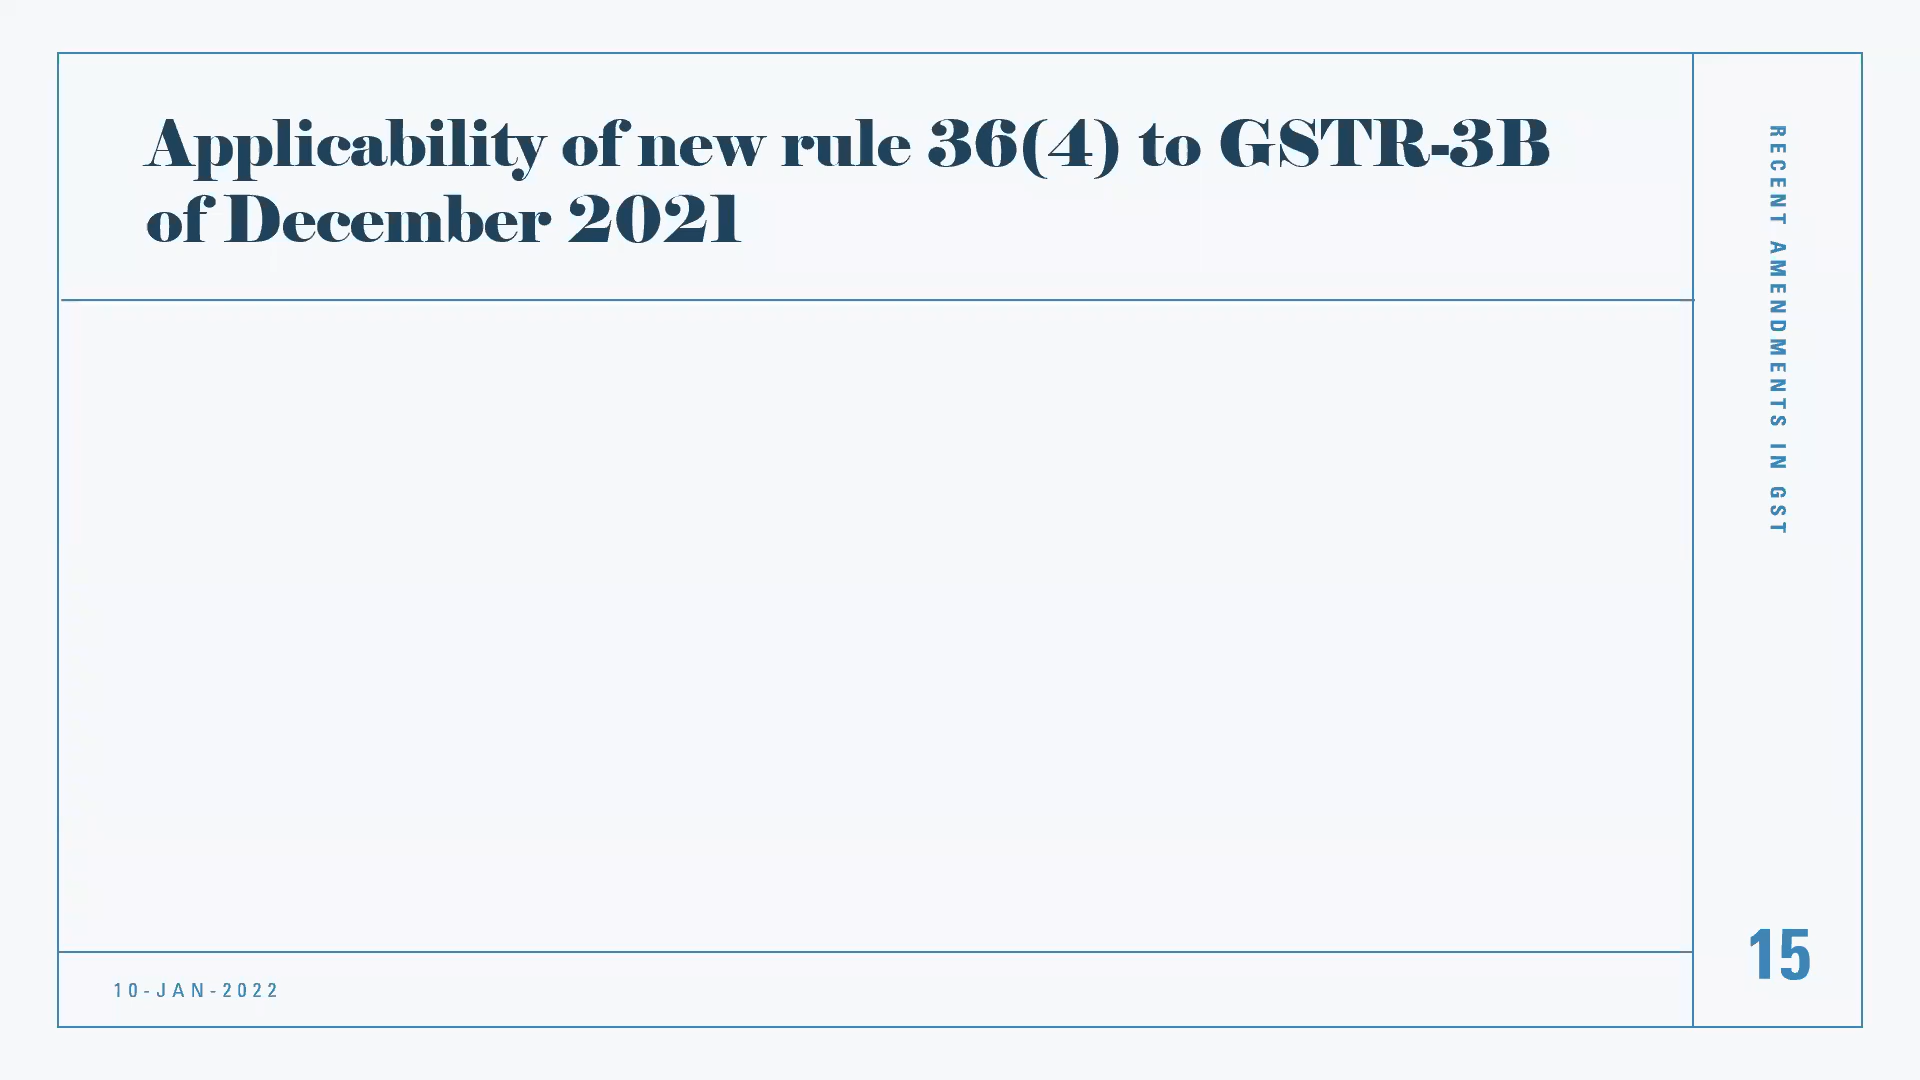 Applicability of new rule 36(4) to GSTR-3B
of December 2021
RECENT AMENDMENTS IN GST
10-JAN-2022
15